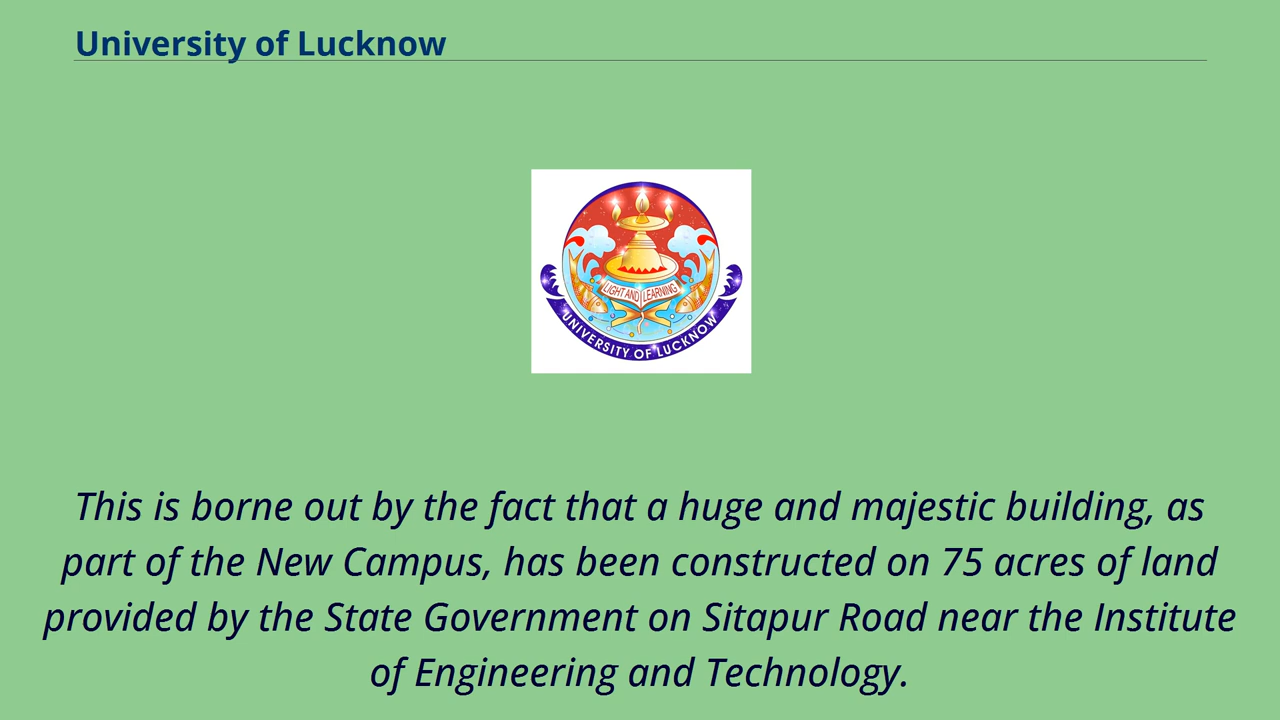 University of Lucknow
LIGHT AND LEARNING
UNIVERSITY OF LUCKNOW
This is borne out by the fact that a huge and majestic building, as
part of the New Campus, has been constructed on 75 acres of land
provided by the State Government on Sitapur Road near the Institute
of Engineering and Technology.